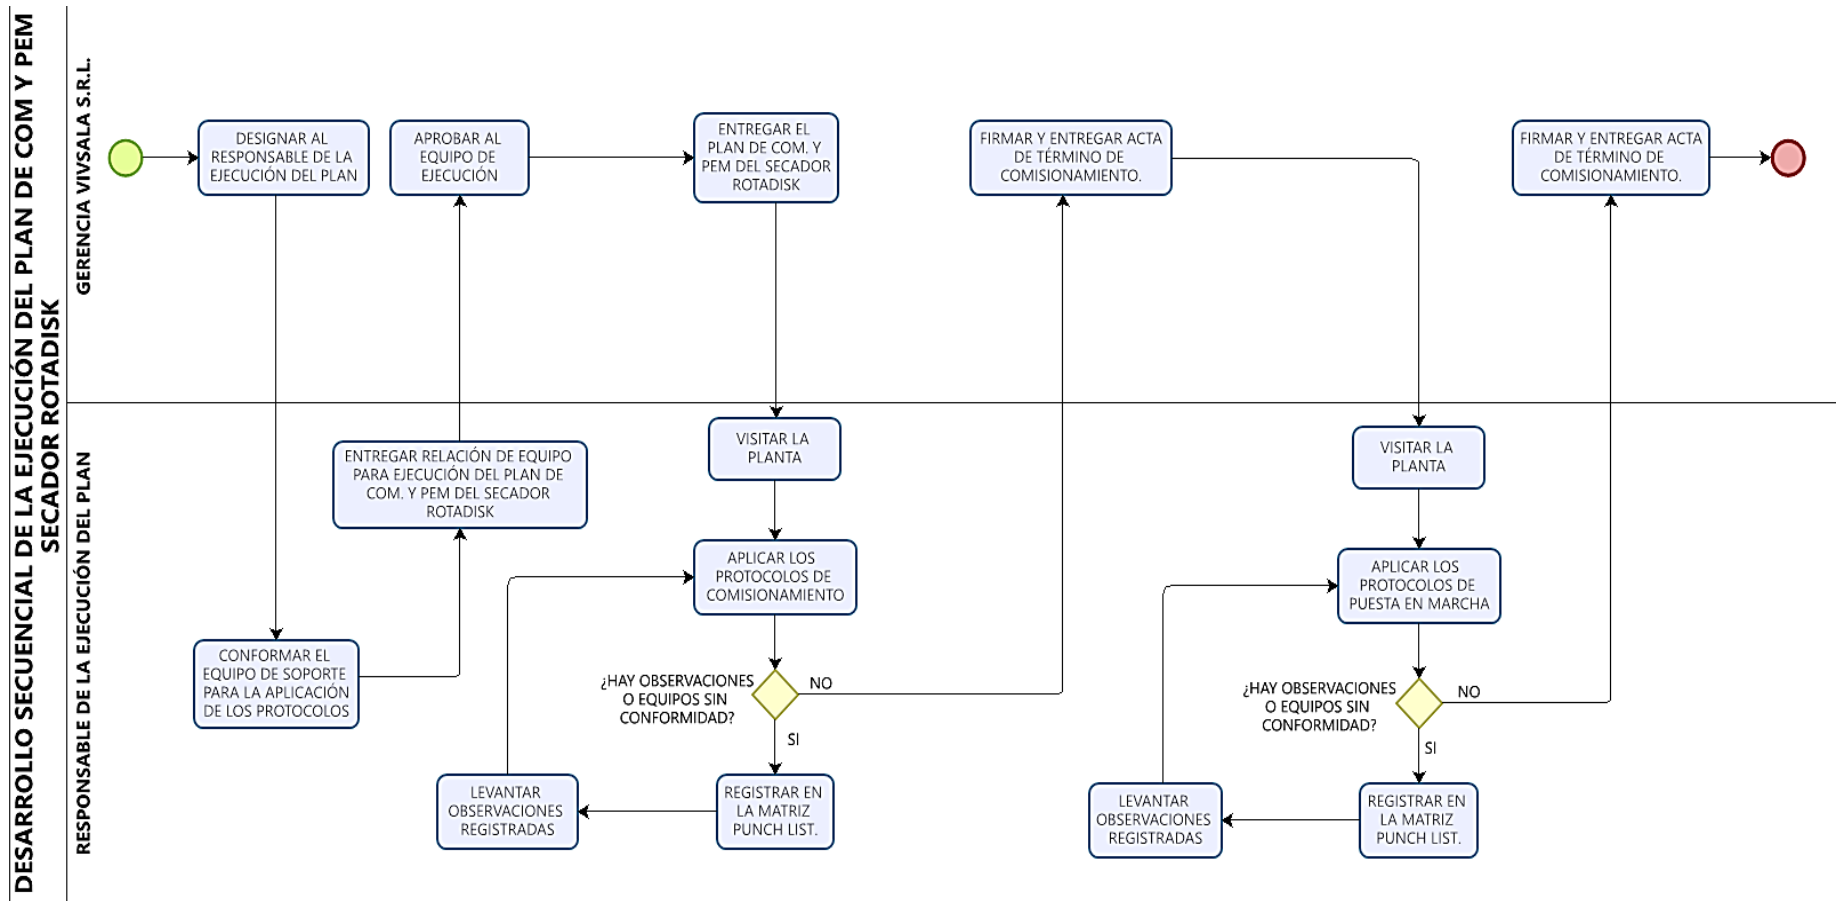 DESARROLLO SECUENCIAL DE LA EJECUCIÓN DEL PLAN DE COM Y PEM
SECADOR ROTADISK
GERENCIA VIVSALA S.R.L.
DESIGNAR AL
RESPONSABLE DE LA
EJECUCIÓN DEL PLAN
APROBAR AL
EQUIPO DE
EJECUCIÓN
ENTREGAR EL
PLAN DE COM. Y
PEM DEL SECADOR
ROTADISK
FIRMAR Y ENTREGAR ACTA
DE TÉRMINO DE
COMISIONAMIENTO.
FIRMAR Y ENTREGAR ACTA
DE TÉRMINO DE
COMISIONAMIENTO.
RESPONSABLE DE LA EJECUCIÓN DEL PLAN
CONFORMAR EL
EQUIPO DE SOPORTE
PARA LA APLICACIÓN
DE LOS PROTOCOLOS
ENTREGAR RELACIÓN DE EQUIPO
PARA EJECUCIÓN DEL PLAN DE
COM. Y PEM DEL SECADOR
ROTADISK
VISITAR LA
PLANTA
APLICAR LOS
PROTOCOLOS DE
COMISIONAMIENTO
¿HAY OBSERVACIONES
O EQUIPOS SIN
CONFORMIDAD?
NO
SI
REGISTRAR EN
LA MATRIZ
PUNCH LIST.
LEVANTAR
OBSERVACIONES
REGISTRADAS
VISITAR LA
PLANTA
APLICAR LOS
PROTOCOLOS DE
PUESTA EN MARCHA
¿HAY OBSERVACIONES
O EQUIPOS SIN
CONFORMIDAD?
NO
SI
REGISTRAR EN
LA MATRIZ
PUNCH LIST.
LEVANTAR
OBSERVACIONES
REGISTRADAS